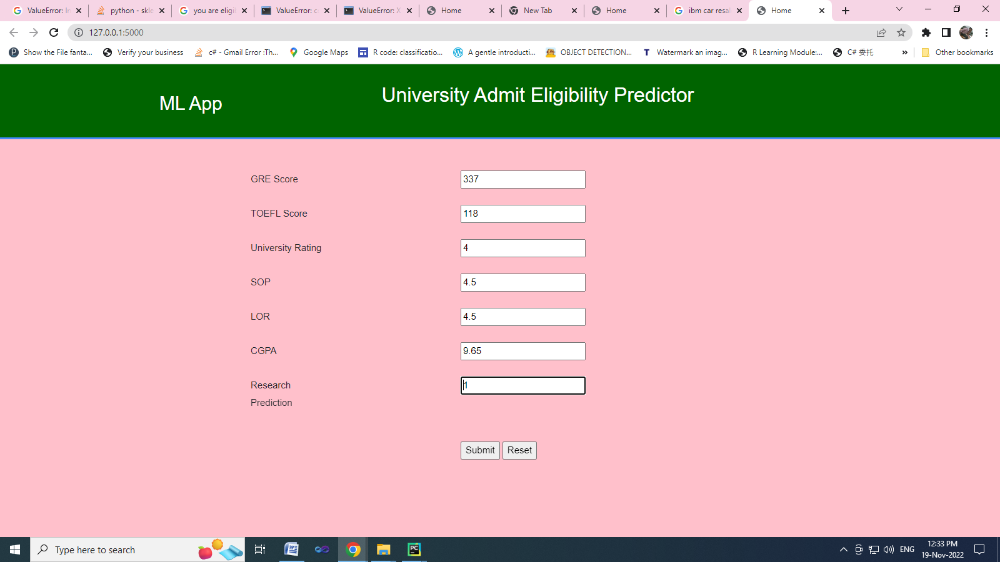 ValueError: In
python - skle
you are eligi
ValueError: c
ValueError: X
Home
New Tab
Home
ibm car resal
Home
127.0.0.1:5000
Show the File fanta...
Verify your business
c# - Gmail Error :Th...
Google Maps
R code: classificatio...
A gentle introducti...
OBJECT DETECTION...
Watermark an imag...
R Learning Module:...
C# 委托
»
Other bookmarks
ML App
University Admit Eligibility Predictor
GRE Score 337
TOEFL Score 118
University Rating 4
SOP 4.5
LOR 4.5
CGPA 9.65
Research 1
Prediction
Submit Reset
Type here to search
ENG
12:33 PM
19-Nov-2022